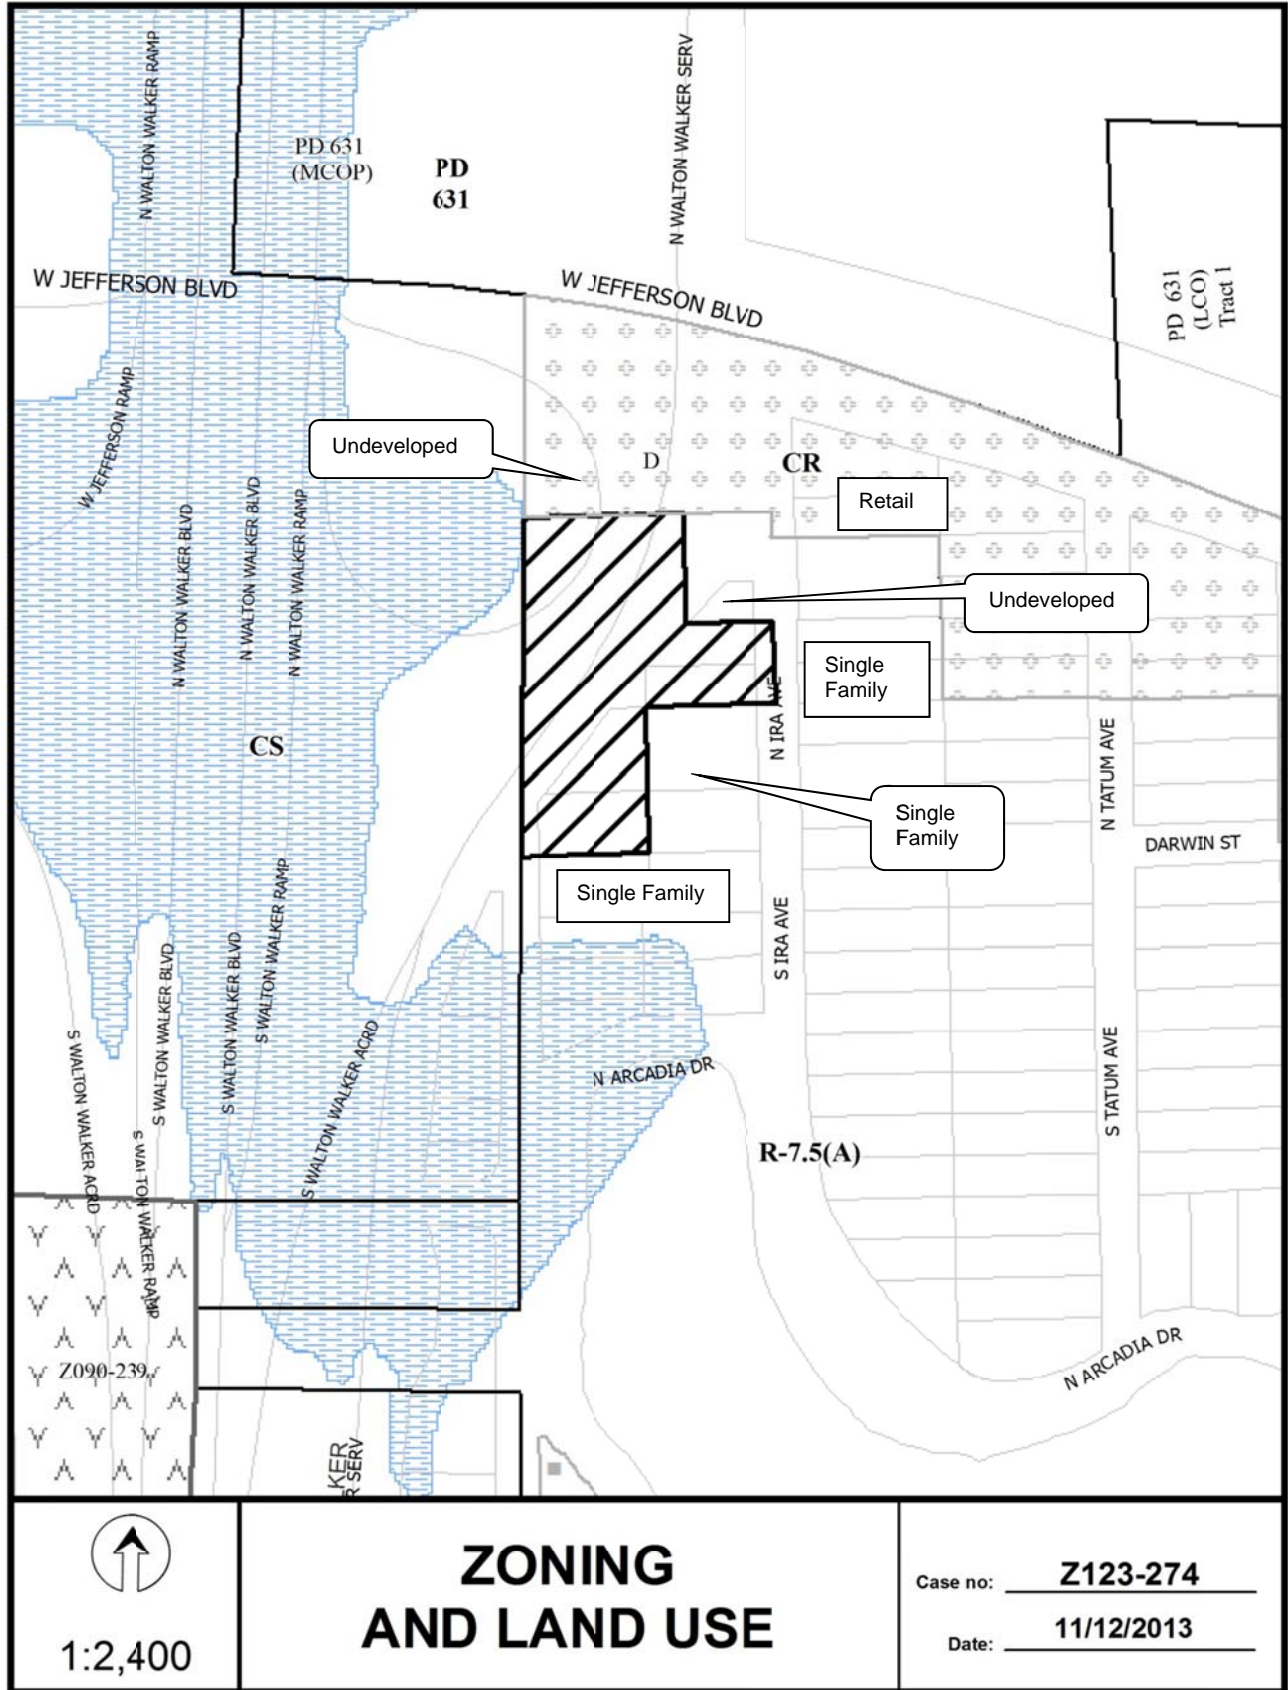 N WALTON WALKER RAMP
N WALTON WALKER SERV
PD 631
(MCOP)
PD
631
W JEFFERSON BLVD
W JEFFERSON BLVD
PD 631
(LCO)
Tract 1
W JEFFERSON RAMP
Undeveloped
D
CR
Retail
N WALTON WALKER BLVD
N WALTON WALKER BLVD
N WALTON WALKER RAMP
Undeveloped
Single
Family
N IRA AVE
CS
N TATUM AVE
Single
Family
DARWIN ST
Single Family
S IRA AVE
S WALTON WALKER RAMP
S WALTON WALKER BLVD
S WALTON WALKER BLVD
S WALTON WALKER ACRD
S WALTON WALKER ACRD
S WALTON WALKER RAMP
N ARCADIA DR
S TATUM AVE
R-7.5(A)
N ARCADIA DR
Z090-239
KER
R SERV
1:2,400
ZONING
AND LAND USE
Case no: Z123-274
Date: 11/12/2013